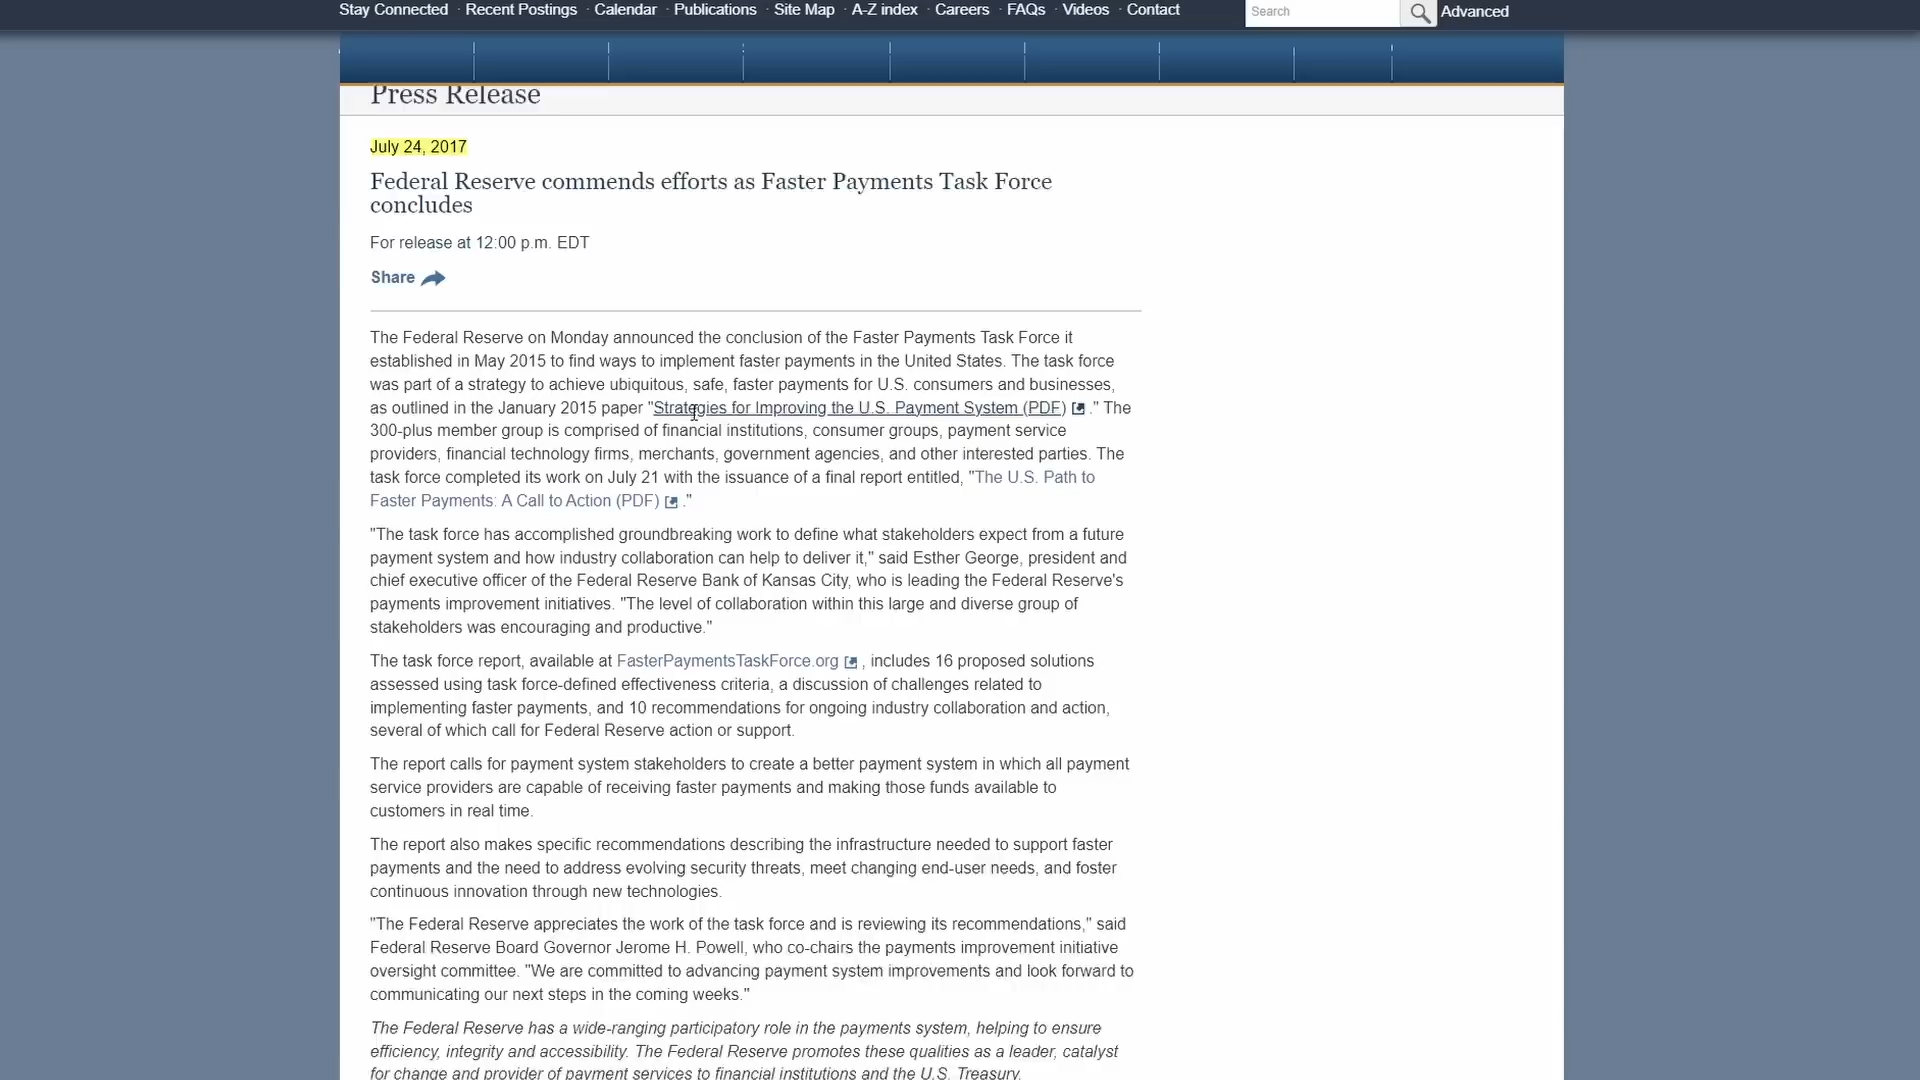 Stay Connected · Recent Postings · Calendar · Publications · Site Map · A-Z index · Careers · FAQs · Videos · Contact Search Advanced
Press Release
July 24, 2017
Federal Reserve commends efforts as Faster Payments Task Force
concludes
For release at 12:00 p.m. EDT
Share
The Federal Reserve on Monday announced the conclusion of the Faster Payments Task Force it
established in May 2015 to find ways to implement faster payments in the United States. The task force
was part of a strategy to achieve ubiquitous, safe, faster payments for U.S. consumers and businesses,
as outlined in the January 2015 paper "Strategies for Improving the U.S. Payment System (PDF) ." The
300-plus member group is comprised of financial institutions, consumer groups, payment service
providers, financial technology firms, merchants, government agencies, and other interested parties. The
task force completed its work on July 21 with the issuance of a final report entitled, "The U.S. Path to
Faster Payments: A Call to Action (PDF) ."
"The task force has accomplished groundbreaking work to define what stakeholders expect from a future
payment system and how industry collaboration can help to deliver it," said Esther George, president and
chief executive officer of the Federal Reserve Bank of Kansas City, who is leading the Federal Reserve's
payments improvement initiatives. "The level of collaboration within this large and diverse group of
stakeholders was encouraging and productive."
The task force report, available at FasterPaymentsTaskForce.org , includes 16 proposed solutions
assessed using task force-defined effectiveness criteria, a discussion of challenges related to
implementing faster payments, and 10 recommendations for ongoing industry collaboration and action,
several of which call for Federal Reserve action or support.
The report calls for payment system stakeholders to create a better payment system in which all payment
service providers are capable of receiving faster payments and making those funds available to
customers in real time.
The report also makes specific recommendations describing the infrastructure needed to support faster
payments and the need to address evolving security threats, meet changing end-user needs, and foster
continuous innovation through new technologies.
"The Federal Reserve appreciates the work of the task force and is reviewing its recommendations," said
Federal Reserve Board Governor Jerome H. Powell, who co-chairs the payments improvement initiative
oversight committee. "We are committed to advancing payment system improvements and look forward to
communicating our next steps in the coming weeks."
The Federal Reserve has a wide-ranging participatory role in the payments system, helping to ensure
efficiency, integrity and accessibility. The Federal Reserve promotes these qualities as a leader, catalyst
for change and provider of payment services to financial institutions and the U.S. Treasury.